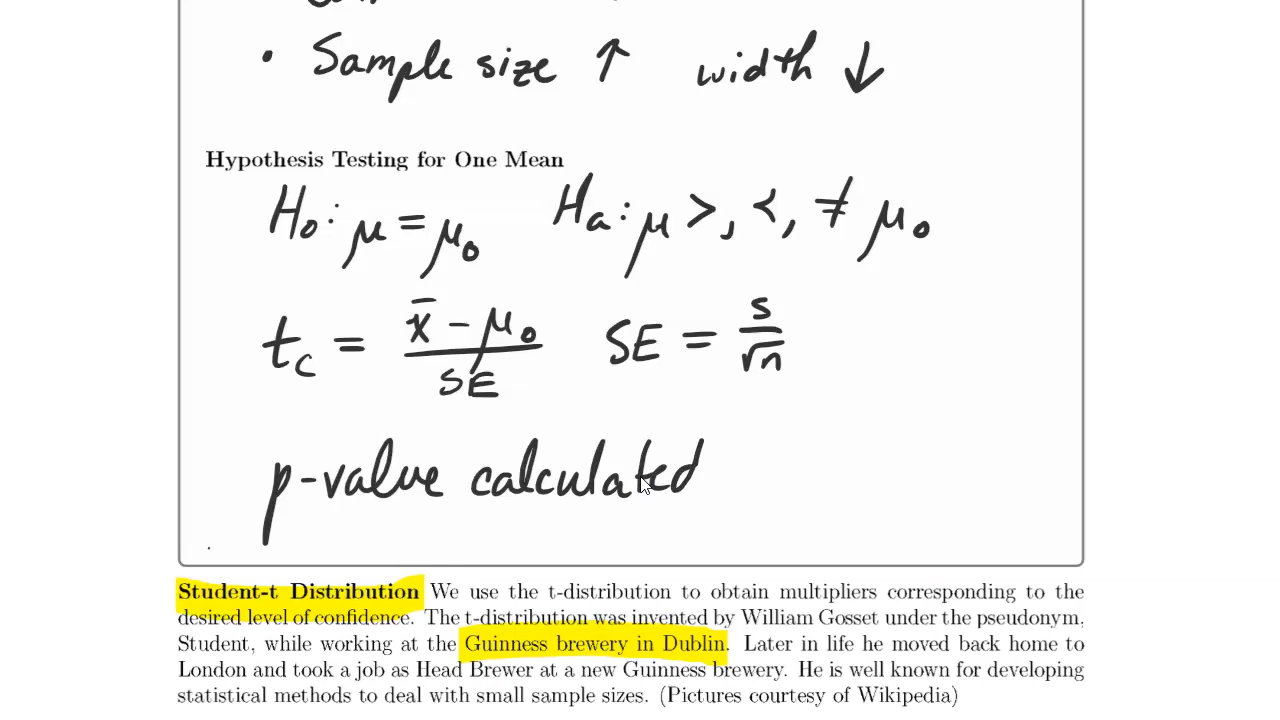 • Sample size ↑ width ↓
Hypothesis Testing for One Mean
H₀: μ = μ₀ Hₐ: μ >, <, ≠ μ₀
t_c = (x̄ − μ₀) / SE SE = s / √n
p-value calculated
Student-t Distribution We use the t-distribution to obtain multipliers corresponding to the
desired level of confidence. The t-distribution was invented by William Gosset under the pseudonym,
Student, while working at the Guinness brewery in Dublin. Later in life he moved back home to
London and took a job as Head Brewer at a new Guinness brewery. He is well known for developing
statistical methods to deal with small sample sizes. (Pictures courtesy of Wikipedia)